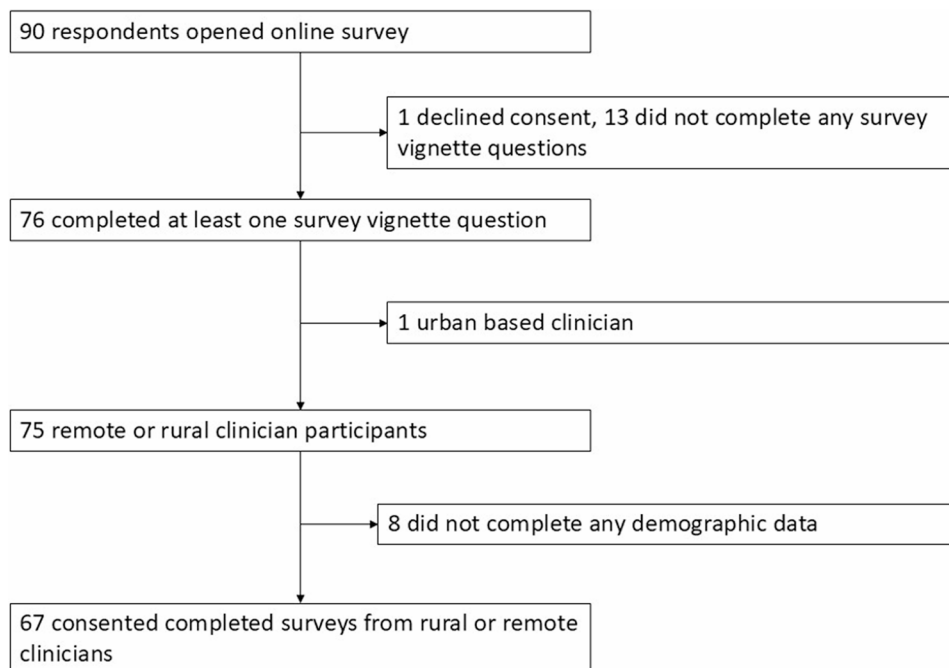 90 respondents opened online survey
1 declined consent, 13 did not complete any survey
vignette questions
76 completed at least one survey vignette question
1 urban based clinician
75 remote or rural clinician participants
8 did not complete any demographic data
67 consented completed surveys from rural or remote
clinicians